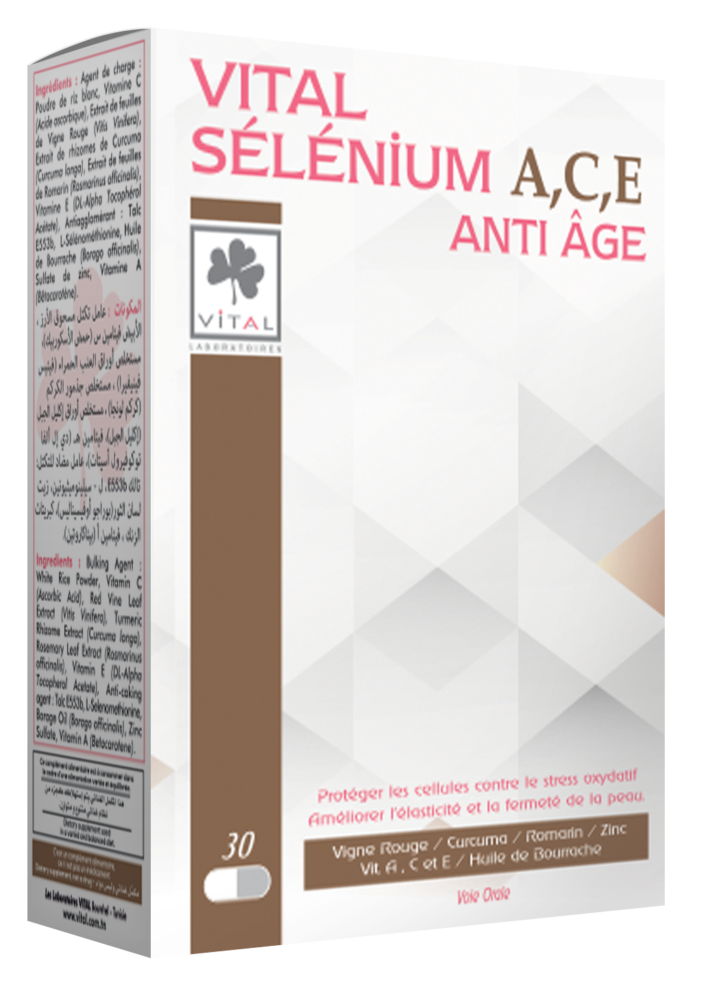 VITAL
SÉLÉNIUM A,C,E
ANTI ÂGE
VITAL
LABORATOIRES
30
Protéger les cellules contre le stress oxydatif
Améliorer l'élasticité et la fermeté de la peau.
Vigne Rouge / Curcuma / Romarin / Zinc
Vit. A , C et E / Huile de Bourrache
Voie Orale
Ingrédients : Agent de charge :
Poudre de riz blanc, Vitamine C
(Acide ascorbique), Extrait de feuilles
de Vigne Rouge (Vitis Vinifera),
Extrait de rhizomes de Curcuma
(Curcuma longa), Extrait de feuilles
de Romarin (Rosmarinus officinalis),
Vitamine E (DL-Alpha Tocophérol
Acétate), Antiagglomérant : Talc
E553b, L-Sélénométhionine, Huile
de Bourrache (Borago officinalis),
Sulfate de zinc, Vitamine A
(Bétacarotène).
المكونات : عامل تكتل مسحوق الأرز
الأبيض فيتامين س (حمض الأسكوربيك)،
مستخلص أوراق العنب الحمراء (فيتيس
فينيفيرا) ، مستخلص جذمور الكركم
(كركم لونجا) ، مستخلص أوراق إكليل الجبل
(إكليل الجبل)، فيتامين هـ (دي إل ألفا
توكوفيرول أسيتات)، عامل مضاد للتكتل:
تالك E553b، ل - سيلينوميثيونين، زيت
لسان الثور(بوراجو أوفيسيناليس)، كبريتات
الزنك ، فيتامين أ (بيتاكاروتين).
Ingredients : Bulking Agent :
White Rice Powder, Vitamin C
(Ascorbic Acid), Red Vine Leaf
Extract (Vitis Vinifera), Turmeric
Rhizome Extract (Curcuma longa),
Rosemary Leaf Extract (Rosmarinus
officinalis), Vitamin E (DL-Alpha
Tocopherol Acetate), Anti-caking
agent : Talc E553b, L-Selenomethionine,
Borage Oil (Borago officinalis), Zinc
Sulfate, Vitamin A (Betacarotene).
Ce complément alimentaire est à consommer dans
le cadre d'une alimentation variée et équilibrée.
هذا المكمل الغذائي يتم إستهلاكه كجزء من
نظام غذائي متنوع و متوازن.
Dietary supplement used
in a varied and balanced diet.
C'est un complément alimentaire,
ce n'est pas un médicament.
Dietary supplement, not a drug - مكمل غذائي وليس دواء
Les Laboratoires VITAL Boumhel - Tunisie
www.vital.com.tn